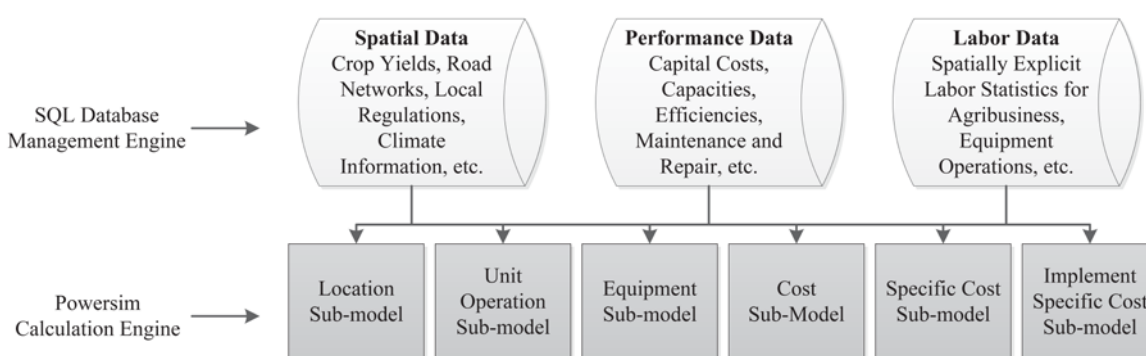 SQL Database
Management Engine
Spatial Data
Crop Yields, Road
Networks, Local
Regulations,
Climate
Information, etc.
Performance Data
Capital Costs,
Capacities,
Efficiencies,
Maintenance and
Repair, etc.
Labor Data
Spatially Explicit
Labor Statistics for
Agribusiness,
Equipment
Operations, etc.
Powersim
Calculation Engine
Location
Sub-model
Unit
Operation
Sub-model
Equipment
Sub-model
Cost
Sub-Model
Specific Cost
Sub-model
Implement
Specific Cost
Sub-model